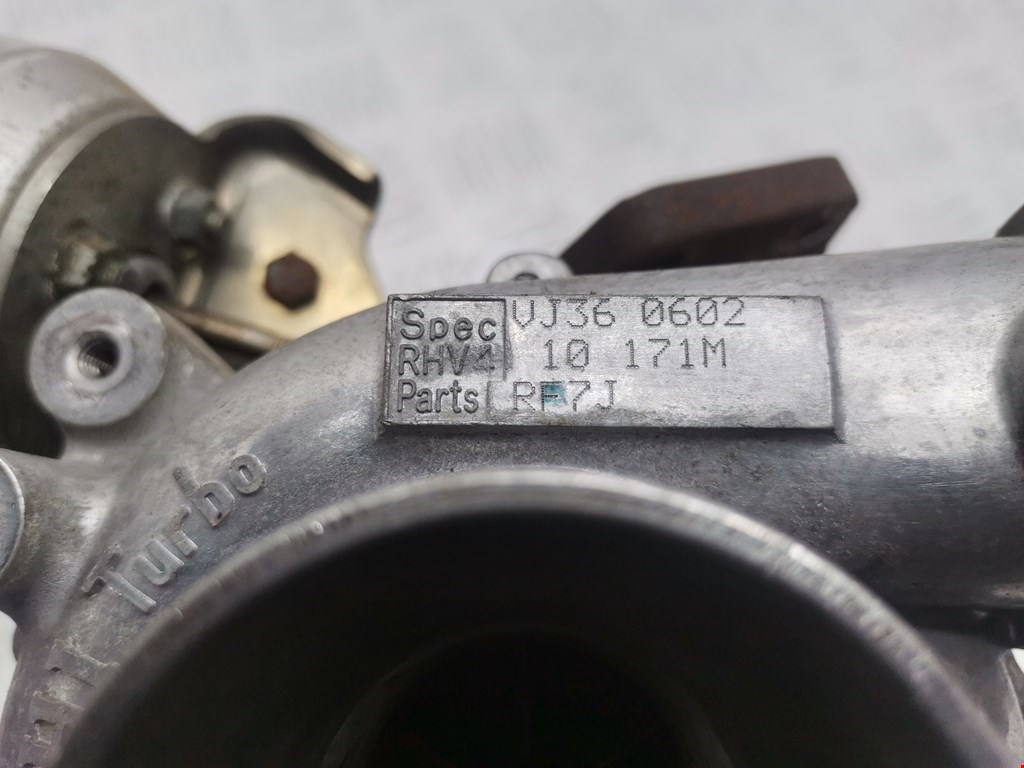 Spec VJ36 0602
RHV4 10 171M
Parts RF7J
Turbo